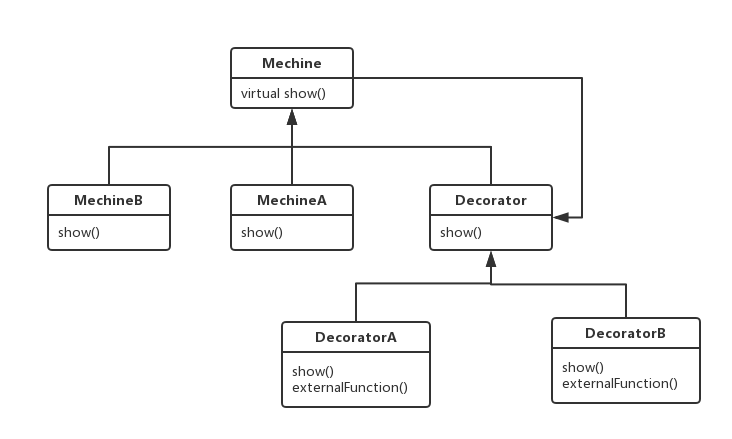 Mechine
virtual show()
MechineB
show()
MechineA
show()
Decorator
show()
DecoratorA
show()
externalFunction()
DecoratorB
show()
externalFunction()